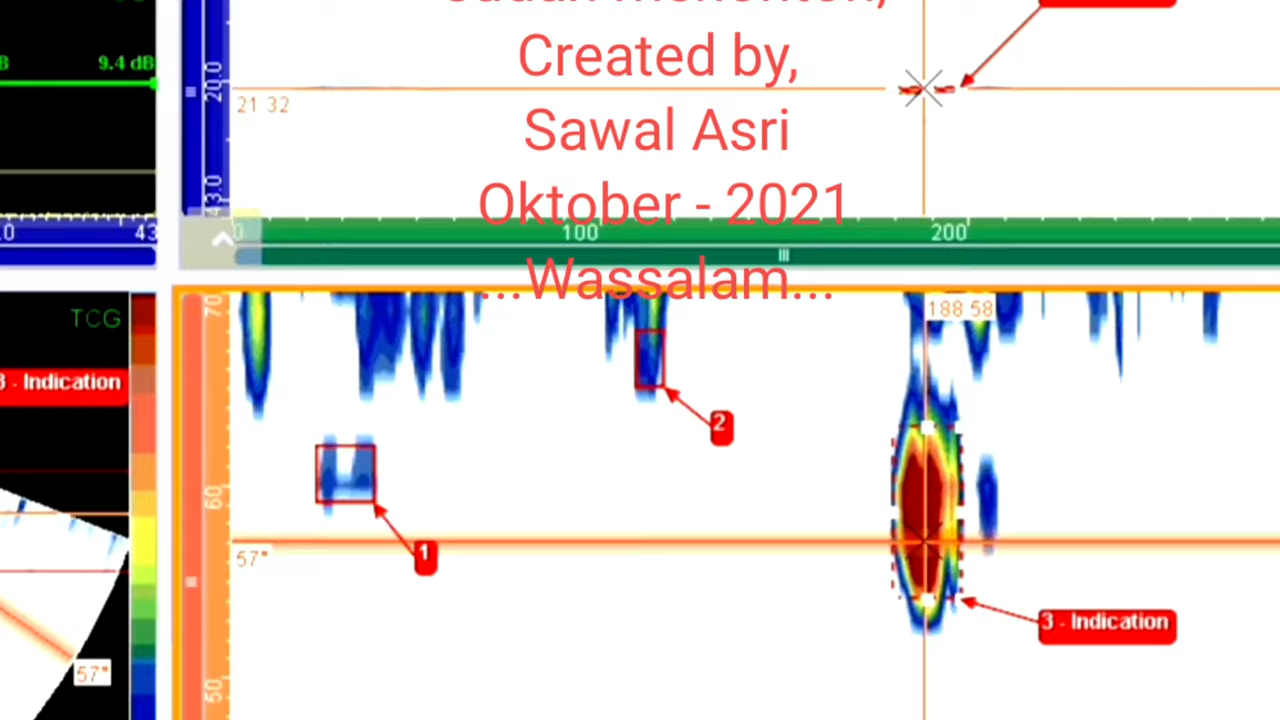 Created by,
Sawal Asri
Oktober - 2021
...Wassalam...
9.4 dB
20.0
21 32
43
0
100
200
TCG
70
188 58
3 - Indication
2
60
1
57°
3 - Indication
57°
50